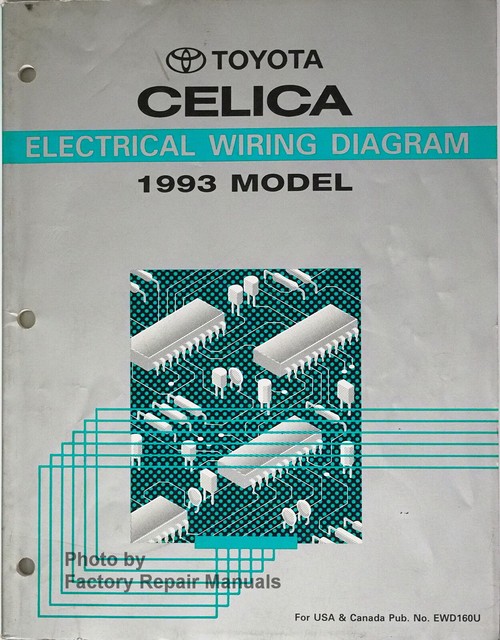 TOYOTA
CELICA
ELECTRICAL WIRING DIAGRAM
1993 MODEL
Photo by
Factory Repair Manuals
For USA & Canada Pub. No. EWD160U